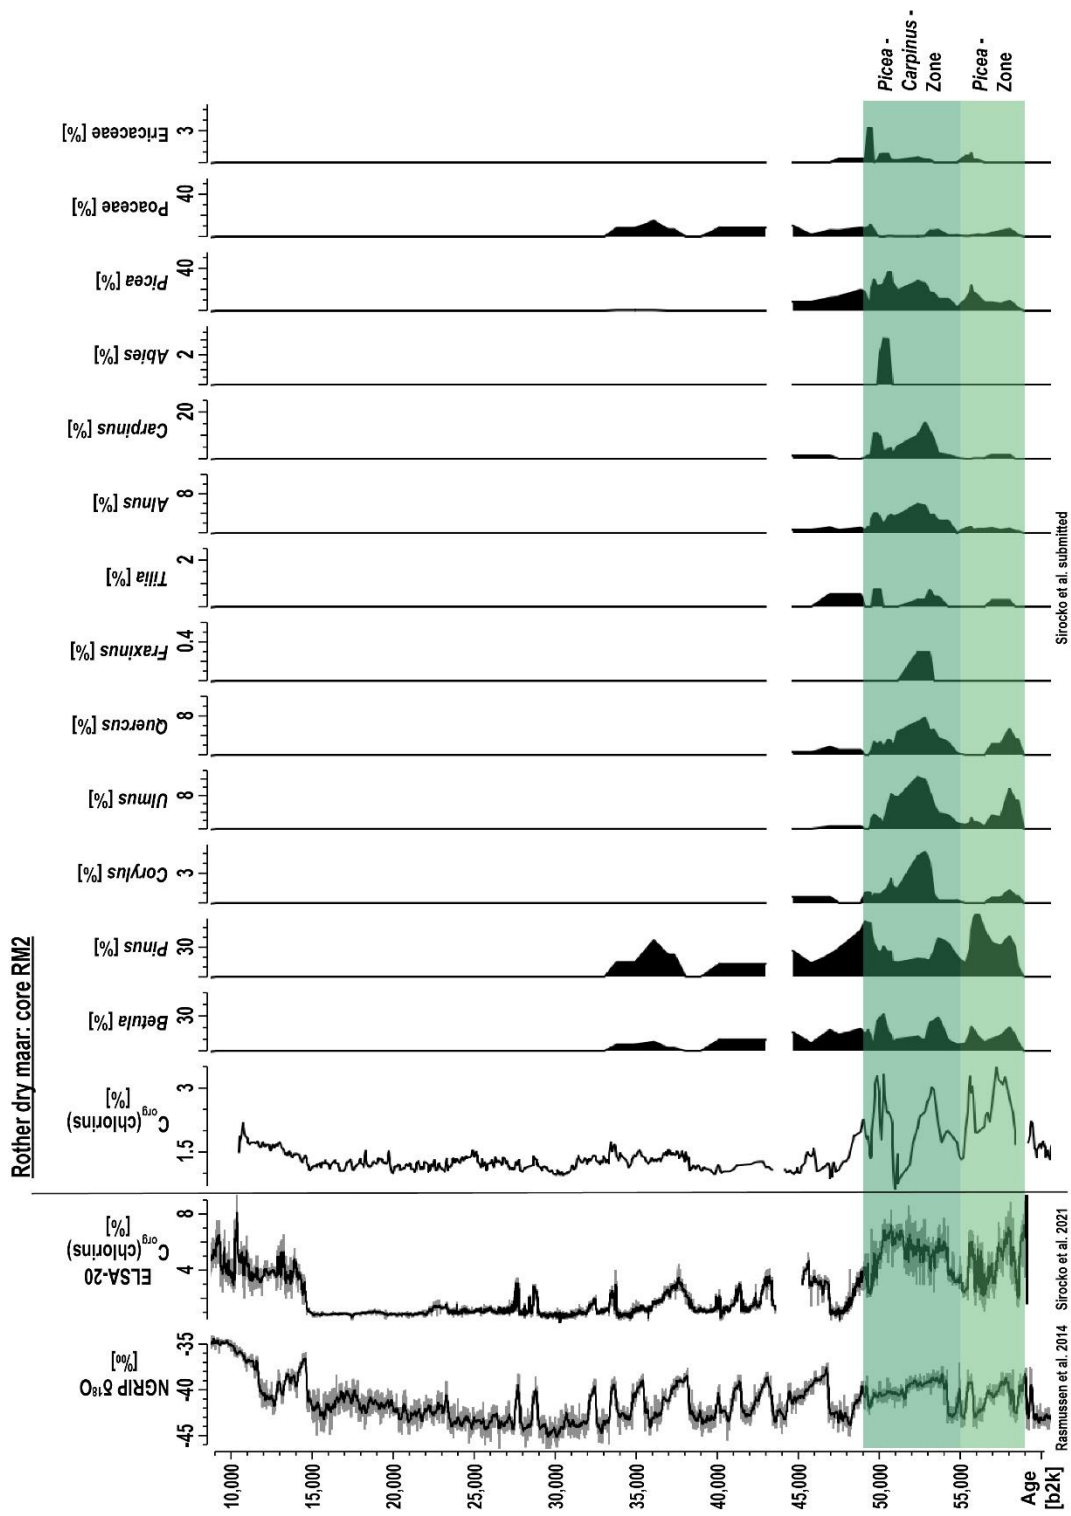 Rother dry maar: core RM2
NGRIP δ¹⁸O
[‰]
-45
-40
-35
ELSA-20
Corg(chlorins)
[%]
4
8
Corg(chlorins)
[%]
1.5
3
Betula [%]
30
Pinus [%]
30
Corylus [%]
3
Ulmus [%]
8
Quercus [%]
8
Fraxinus [%]
0.4
Tilia [%]
2
Alnus [%]
8
Carpinus [%]
20
Abies [%]
2
Picea [%]
40
Poaceae [%]
40
Ericaceae [%]
3
10,000
15,000
20,000
25,000
30,000
35,000
40,000
45,000
50,000
55,000
Age
[b2k]
Picea -
Carpinus -
Zone
Picea -
Zone
Rasmussen et al. 2014
Sirocko et al. 2021
Sirocko et al. submitted